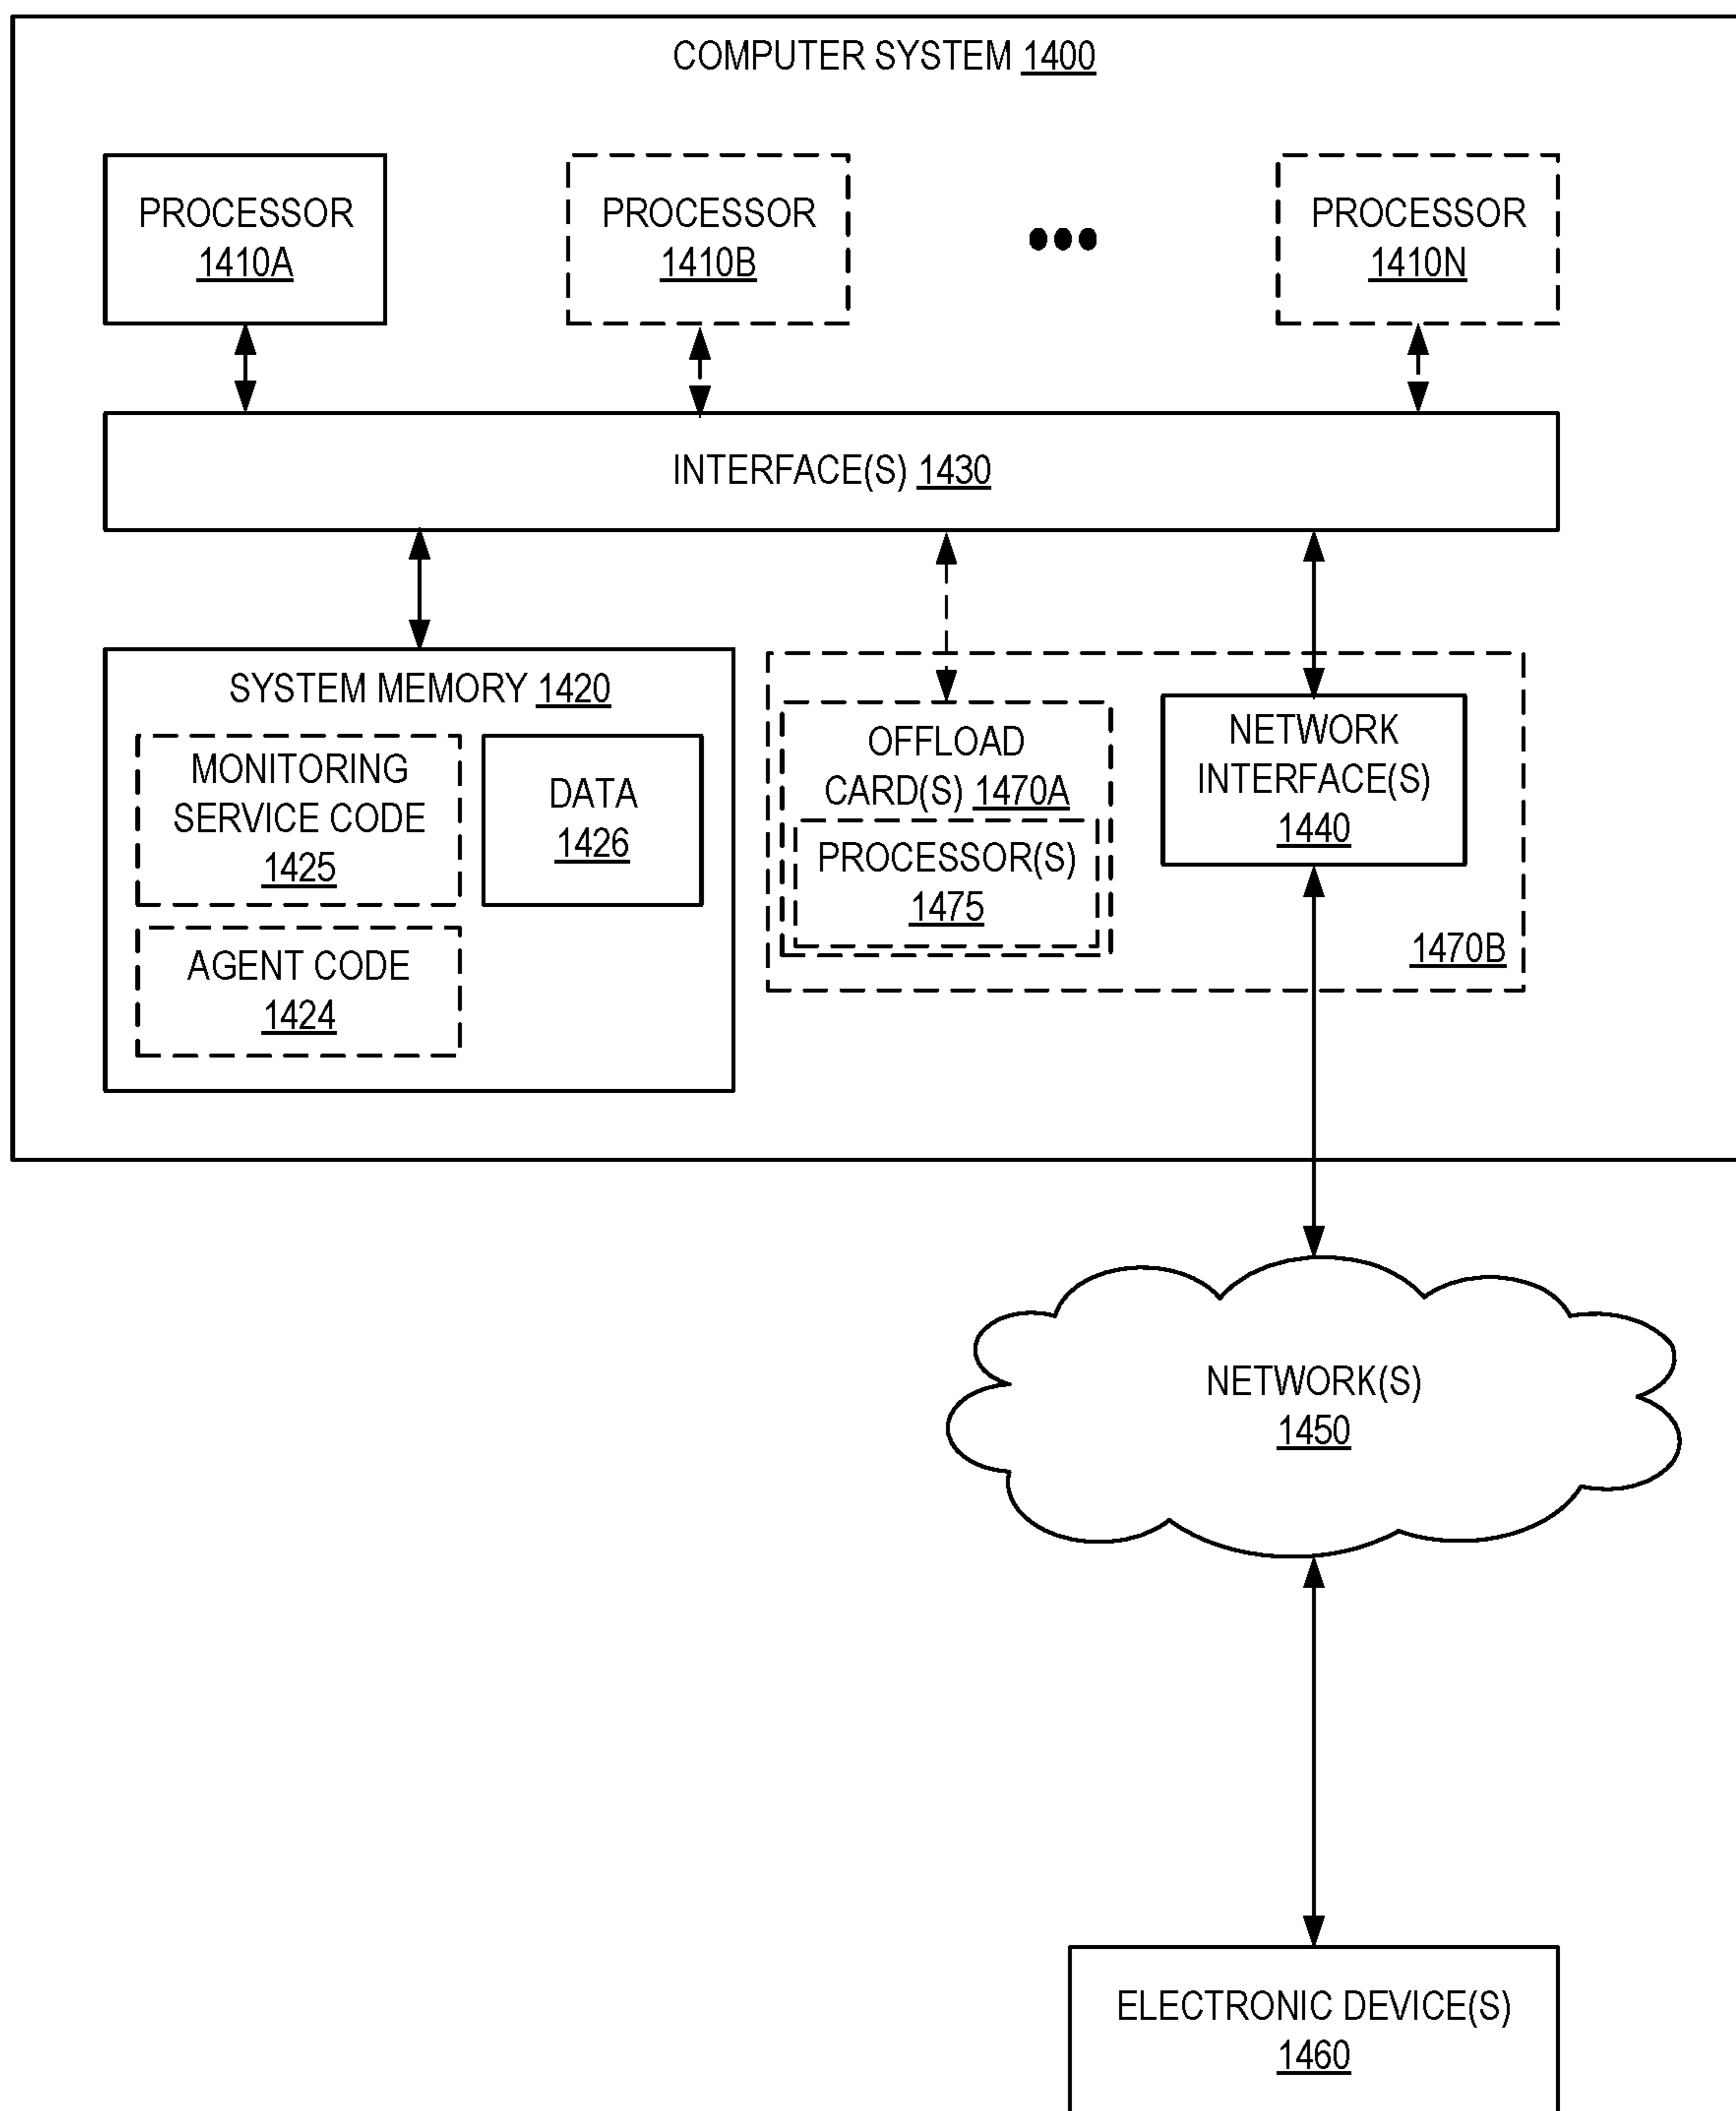 COMPUTER SYSTEM 1400
PROCESSOR
1410A
PROCESSOR
1410B
PROCESSOR
1410N
INTERFACE(S) 1430
SYSTEM MEMORY 1420
MONITORING
SERVICE CODE
1425
DATA
1426
AGENT CODE
1424
OFFLOAD
CARD(S) 1470A
PROCESSOR(S)
1475
NETWORK
INTERFACE(S)
1440
1470B
NETWORK(S)
1450
ELECTRONIC DEVICE(S)
1460